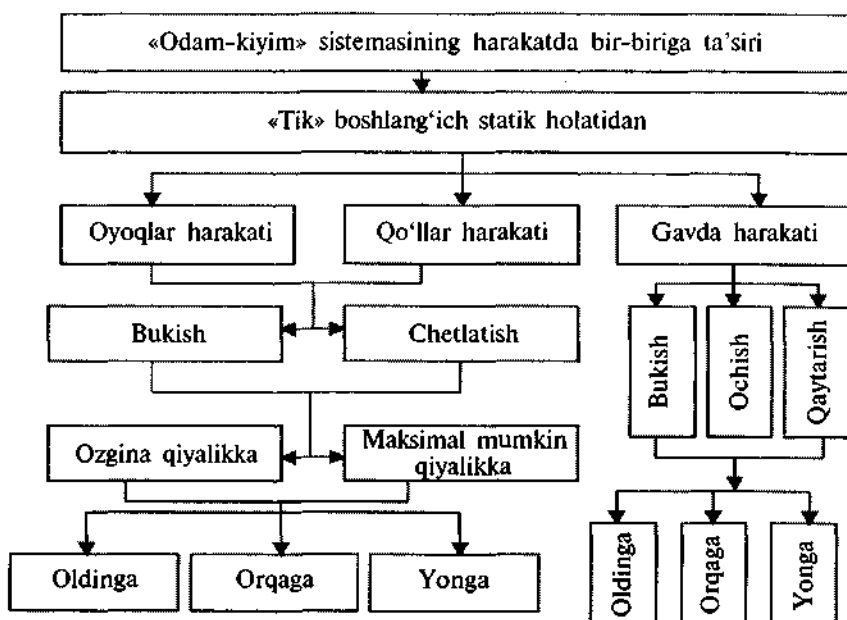 «Odam-kiyim» sistemasining harakatda bir-biriga ta’siri
«Tik» boshlang‘ich statik holatidan
Oyoqlar harakati
Qo‘llar harakati
Gavda harakati
Bukish
Chetlatish
Bukish
Ochish
Qaytarish
Ozgina qiyalikka
Maksimal mumkin
qiyalikka
Oldinga
Orqaga
Yonga
Oldinga
Orqaga
Yonga